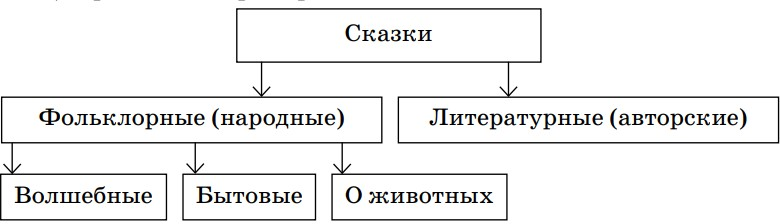 Сказки
Фольклорные (народные)
Литературные (авторские)
Волшебные
Бытовые
О животных